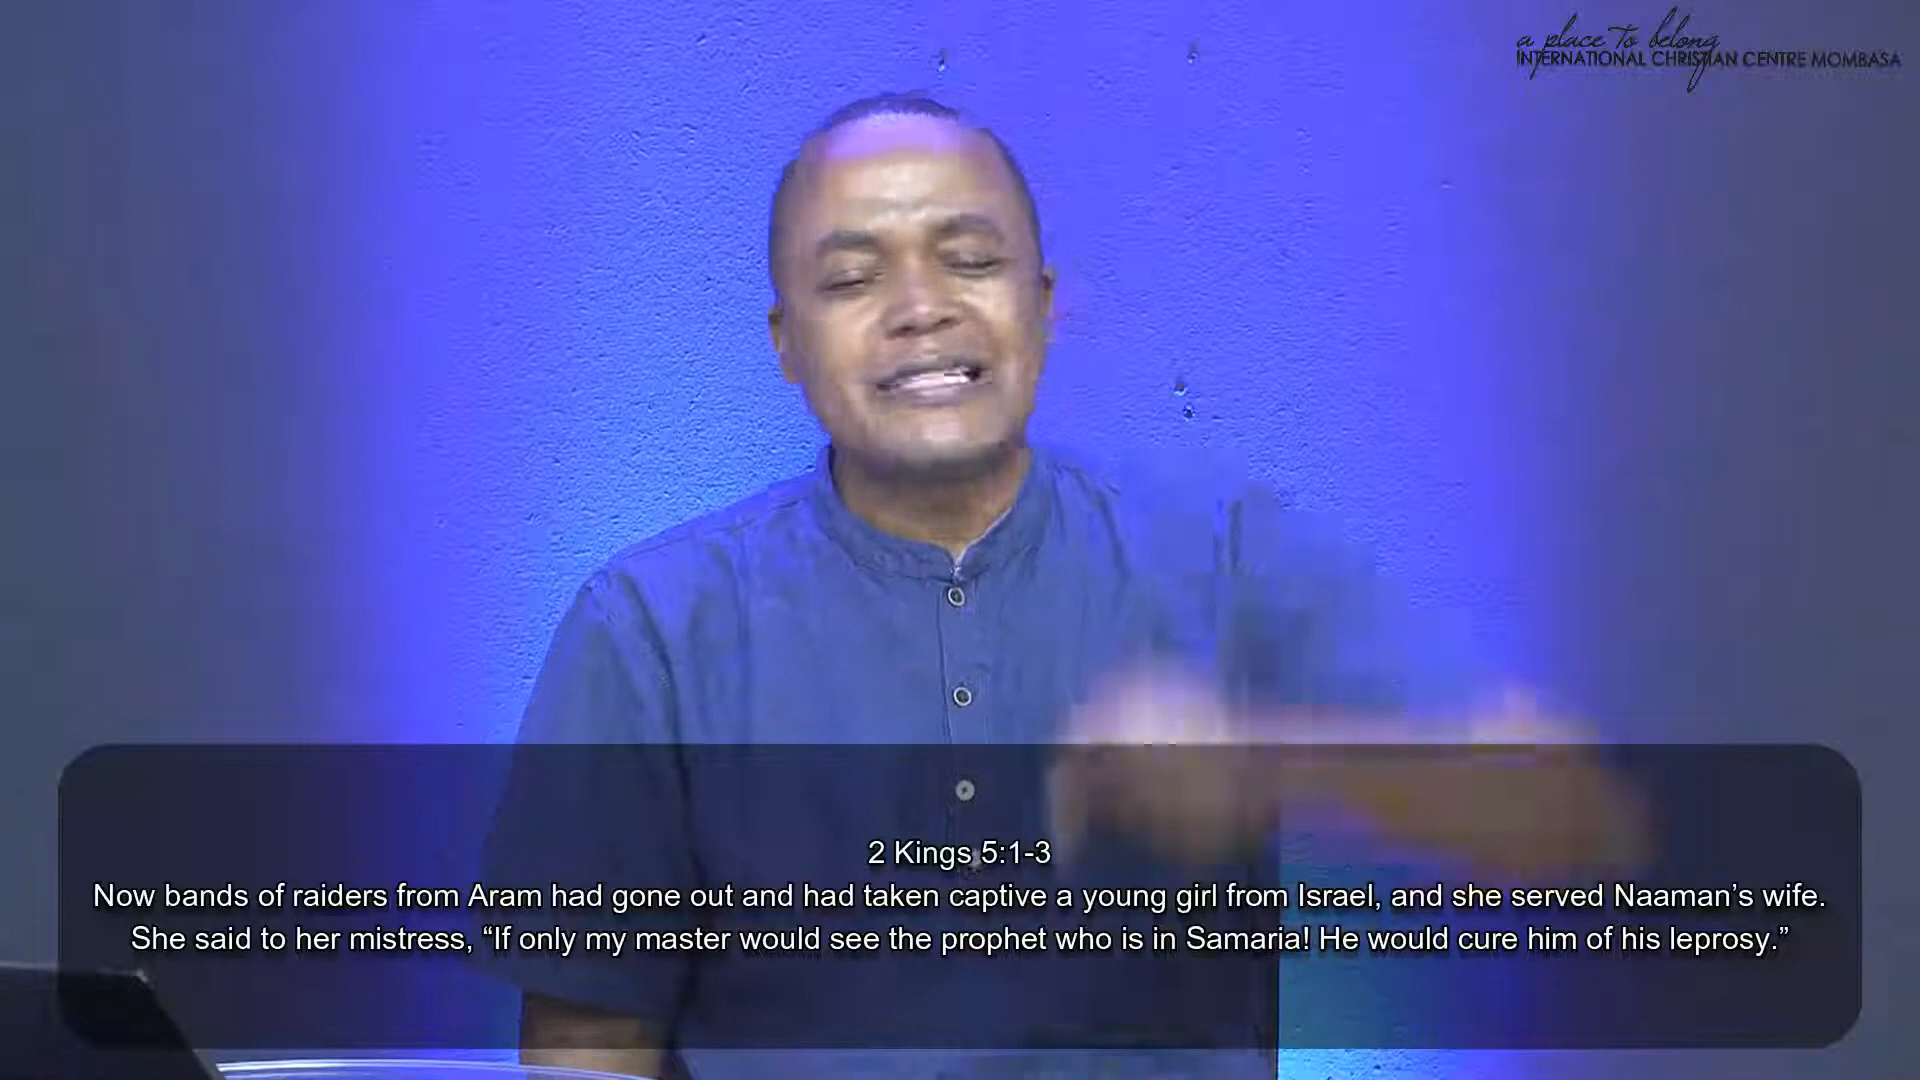 a place to belong
INTERNATIONAL CHRISTIAN CENTRE MOMBASA
2 Kings 5:1-3
Now bands of raiders from Aram had gone out and had taken captive a young girl from Israel, and she served Naaman’s wife.
She said to her mistress, “If only my master would see the prophet who is in Samaria! He would cure him of his leprosy.”